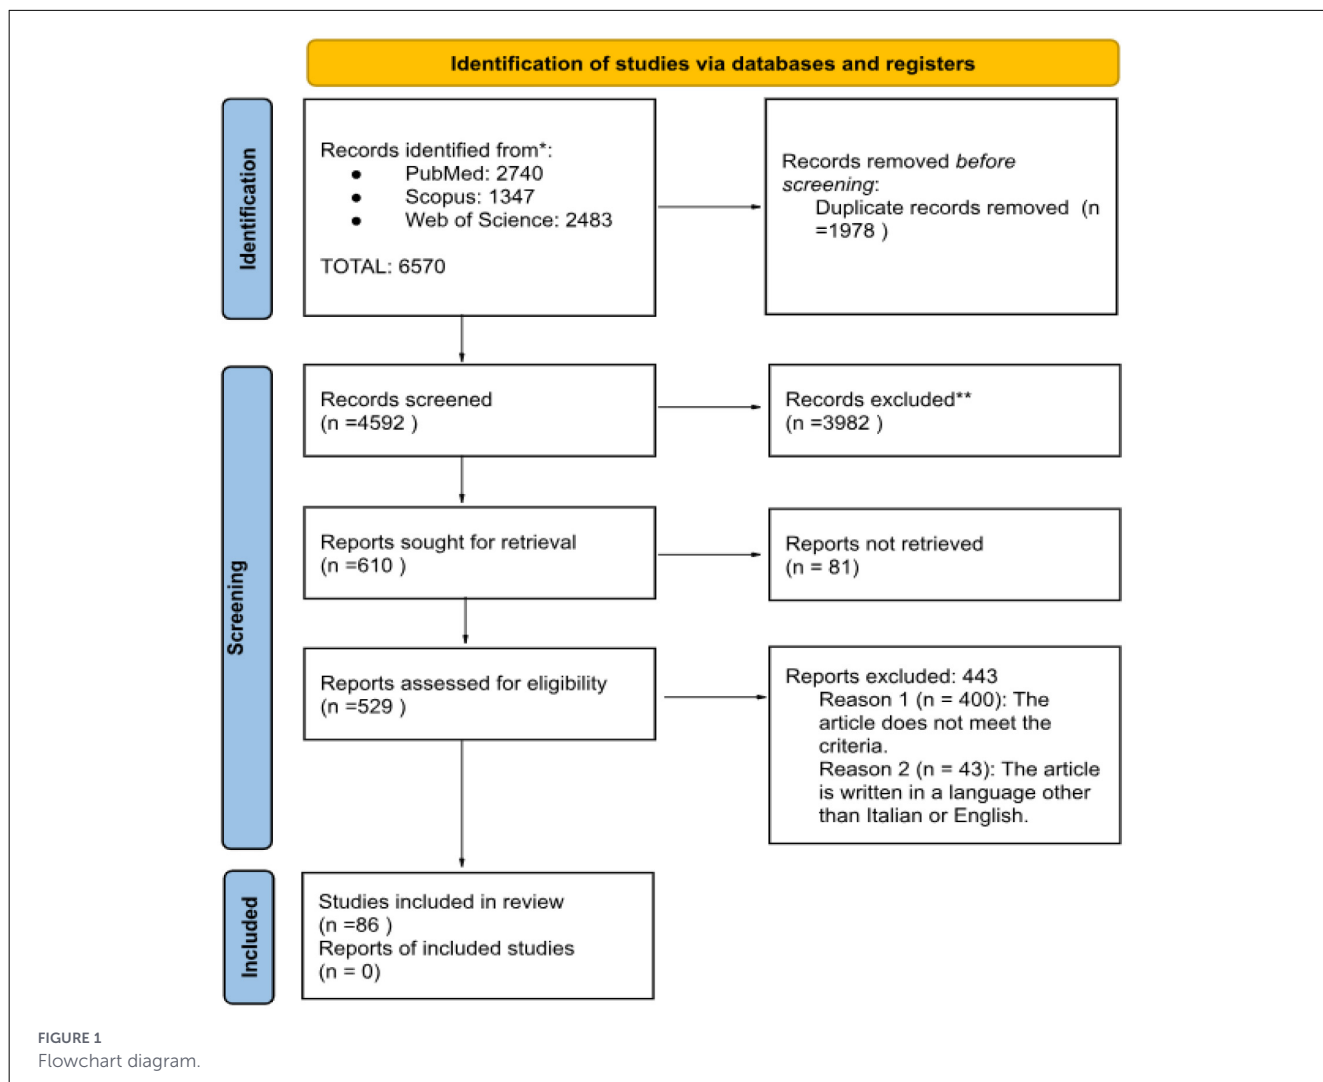 Identification of studies via databases and registers
Identification
Records identified from*:
● PubMed: 2740
● Scopus: 1347
● Web of Science: 2483
TOTAL: 6570
Records removed before
screening:
Duplicate records removed (n
=1978 )
Screening
Records screened
(n =4592 )
Records excluded**
(n =3982 )
Reports sought for retrieval
(n =610 )
Reports not retrieved
(n = 81)
Reports assessed for eligibility
(n =529 )
Reports excluded: 443
Reason 1 (n = 400): The
article does not meet the
criteria.
Reason 2 (n = 43): The article
is written in a language other
than Italian or English.
Included
Studies included in review
(n =86 )
Reports of included studies
(n = 0)
FIGURE 1
Flowchart diagram.